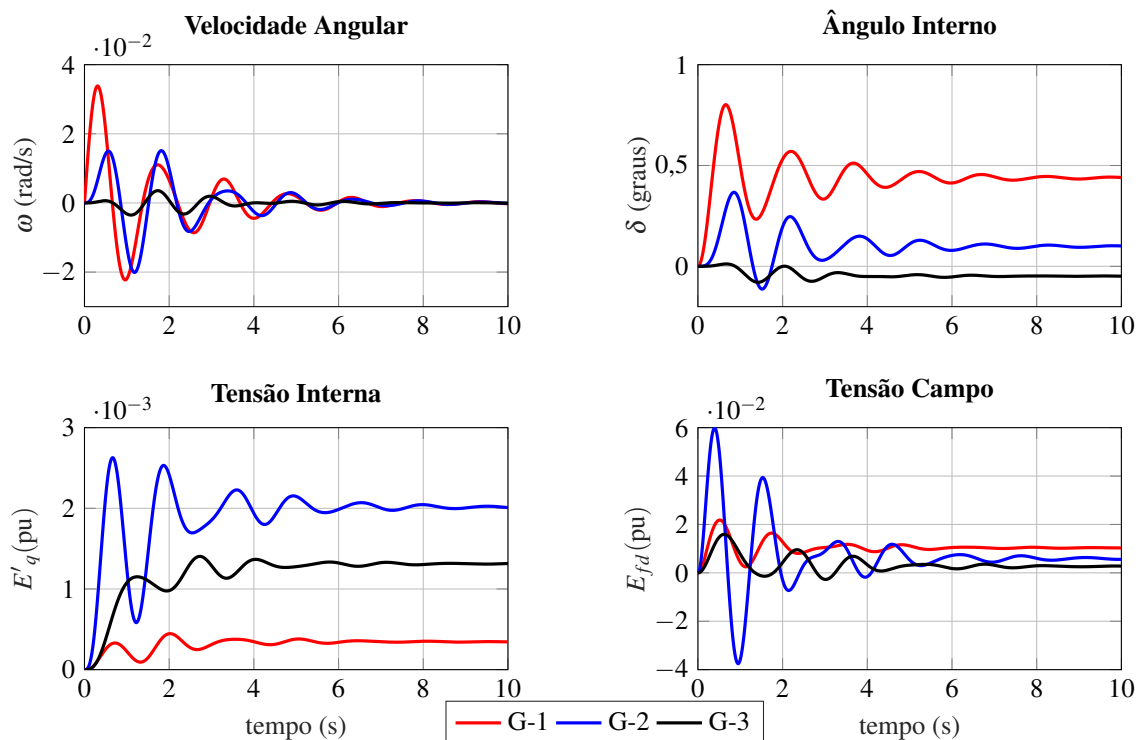 Velocidade Angular
·10−2
4
2
0
−2
0 2 4 6 8 10
ω (rad/s)
Ângulo Interno
1
0,5
0
0 2 4 6 8 10
δ (graus)
Tensão Interna
·10−3
3
2
1
0
0 2 4 6 8 10
E′q(pu)
tempo (s)
Tensão Campo
·10−2
6
4
2
0
−2
−4
0 2 4 6 8 10
Efd(pu)
tempo (s)
G-1 G-2 G-3